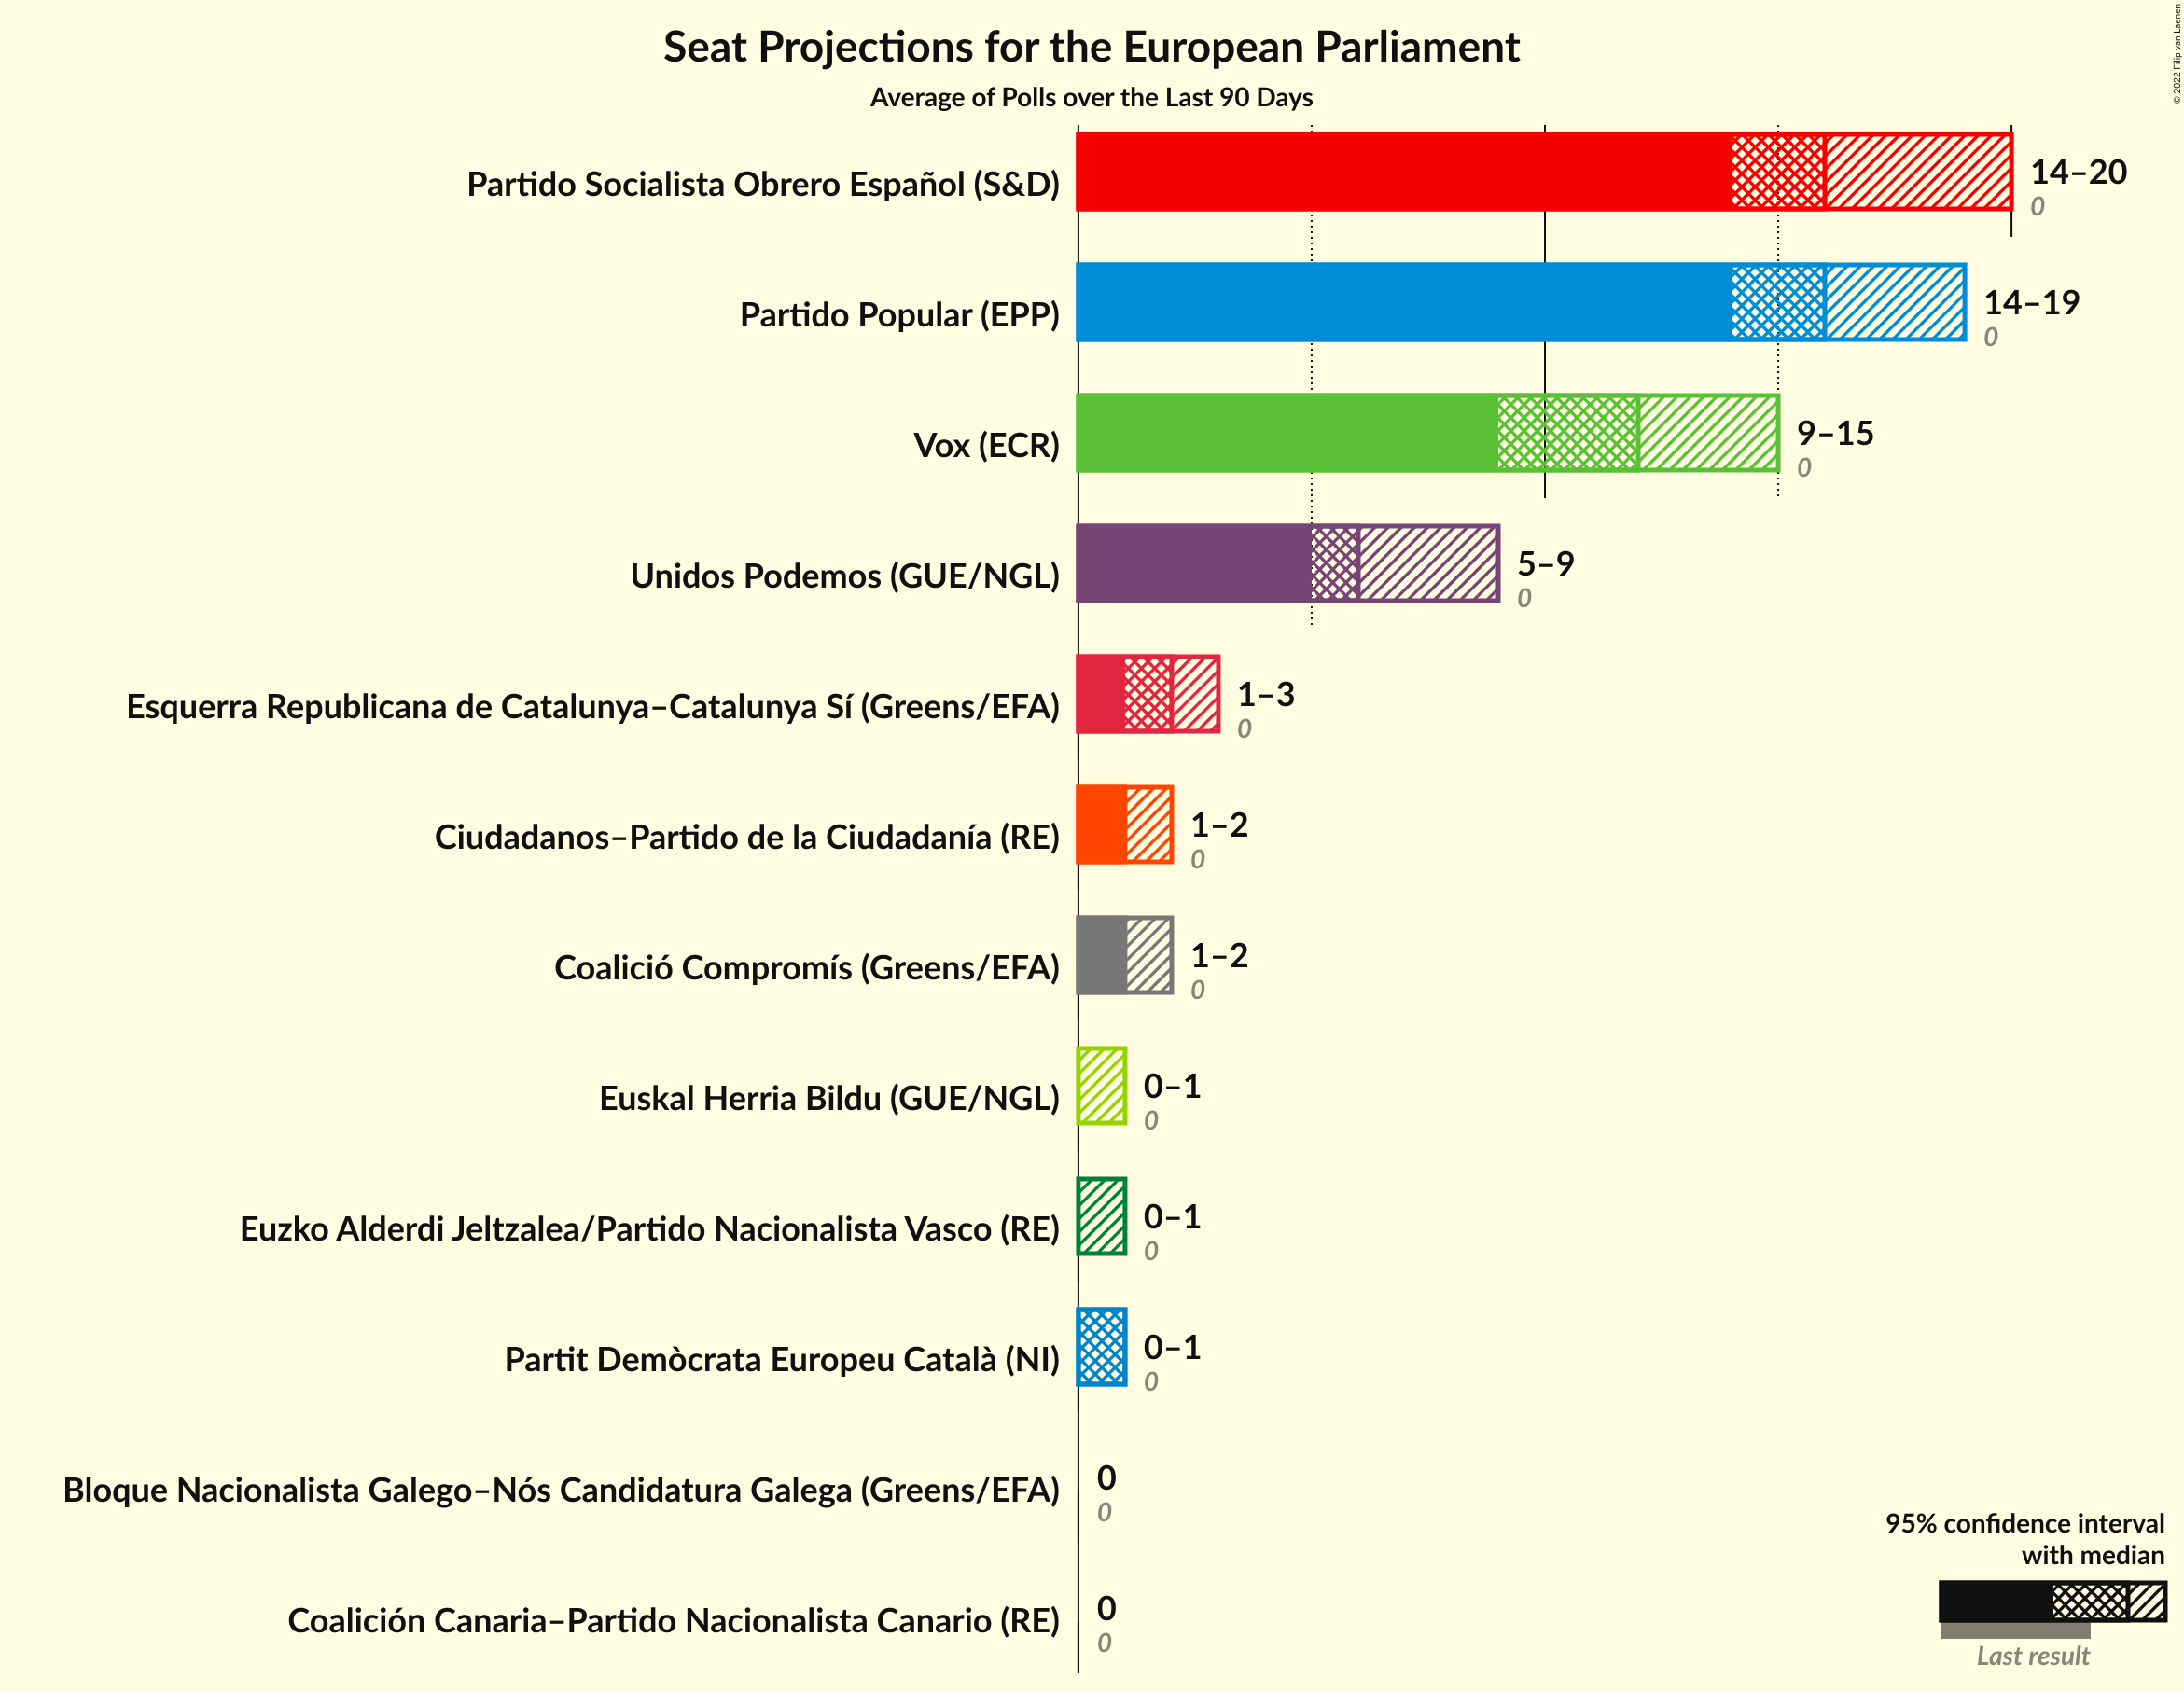 © 2022 Filip van Laenen
Seat Projections for the European Parliament
Average of Polls over the Last 90 Days
Partido Socialista Obrero Español (S&D)
14–20
0
Partido Popular (EPP)
14–19
0
Vox (ECR)
9–15
0
Unidos Podemos (GUE/NGL)
5–9
0
Esquerra Republicana de Catalunya–Catalunya Sí (Greens/EFA)
1–3
0
Ciudadanos–Partido de la Ciudadanía (RE)
1–2
0
Coalició Compromís (Greens/EFA)
1–2
0
Euskal Herria Bildu (GUE/NGL)
0–1
0
Euzko Alderdi Jeltzalea/Partido Nacionalista Vasco (RE)
0–1
0
Partit Demòcrata Europeu Català (NI)
0–1
0
Bloque Nacionalista Galego–Nós Candidatura Galega (Greens/EFA)
0
0
Coalición Canaria–Partido Nacionalista Canario (RE)
0
0
95% confidence interval
with median
Last result